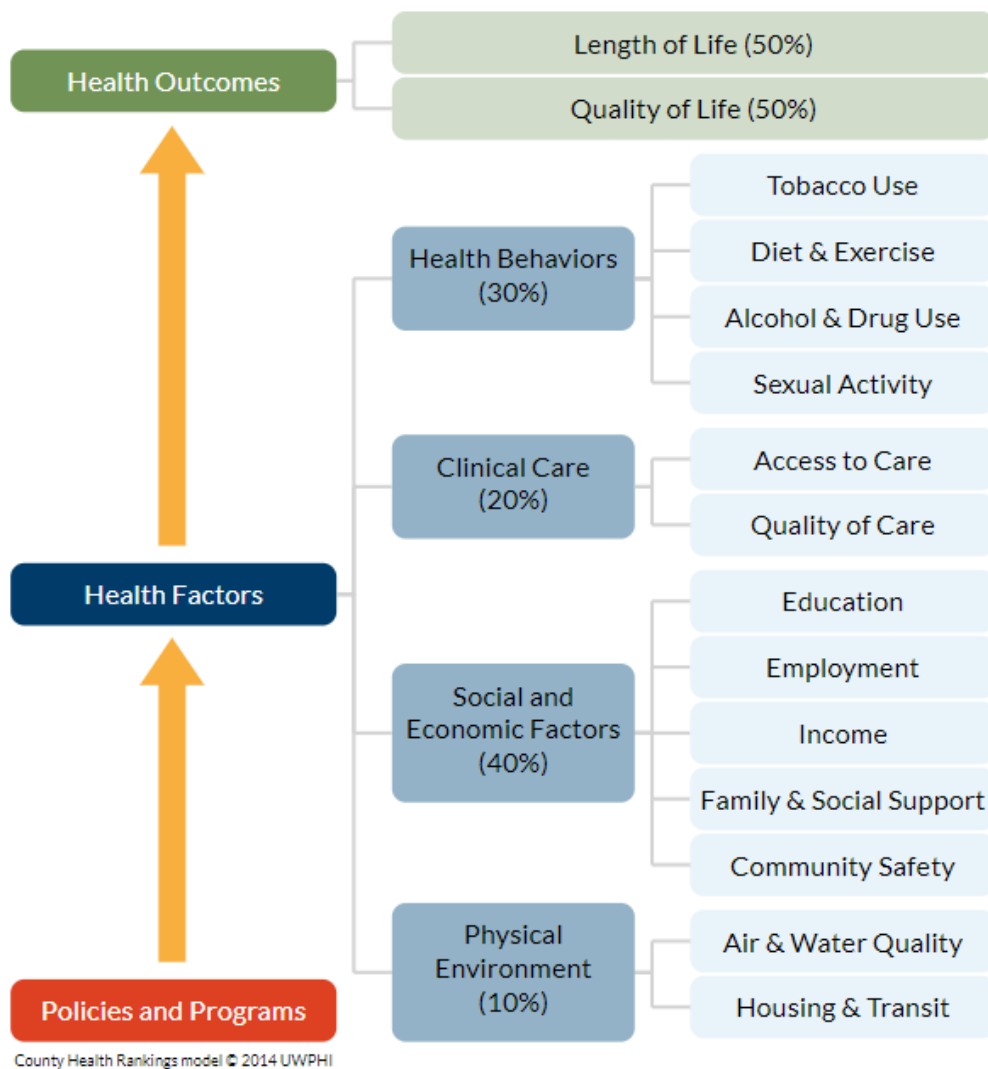 Health Outcomes
Length of Life (50%)
Quality of Life (50%)
Health Factors
Health Behaviors
(30%)
Tobacco Use
Diet & Exercise
Alcohol & Drug Use
Sexual Activity
Clinical Care
(20%)
Access to Care
Quality of Care
Social and
Economic Factors
(40%)
Education
Employment
Income
Family & Social Support
Community Safety
Physical
Environment
(10%)
Air & Water Quality
Housing & Transit
Policies and Programs
County Health Rankings model © 2014 UWPHI